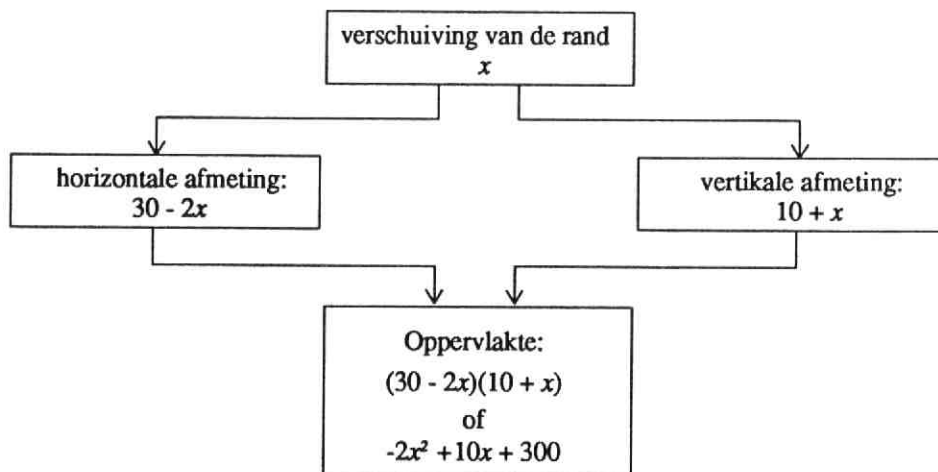 verschuiving van de rand
x
horizontale afmeting:
30 - 2x
vertikale afmeting:
10 + x
Oppervlakte:
(30 - 2x)(10 + x)
of
-2x² +10x + 300